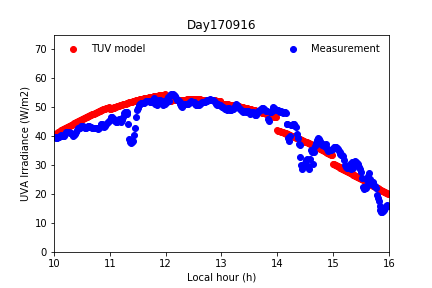 Day170916
TUV model
Measurement
UVA Irradiance (W/m2)
70
60
50
40
30
20
10
0
10 11 12 13 14 15 16
Local hour (h)